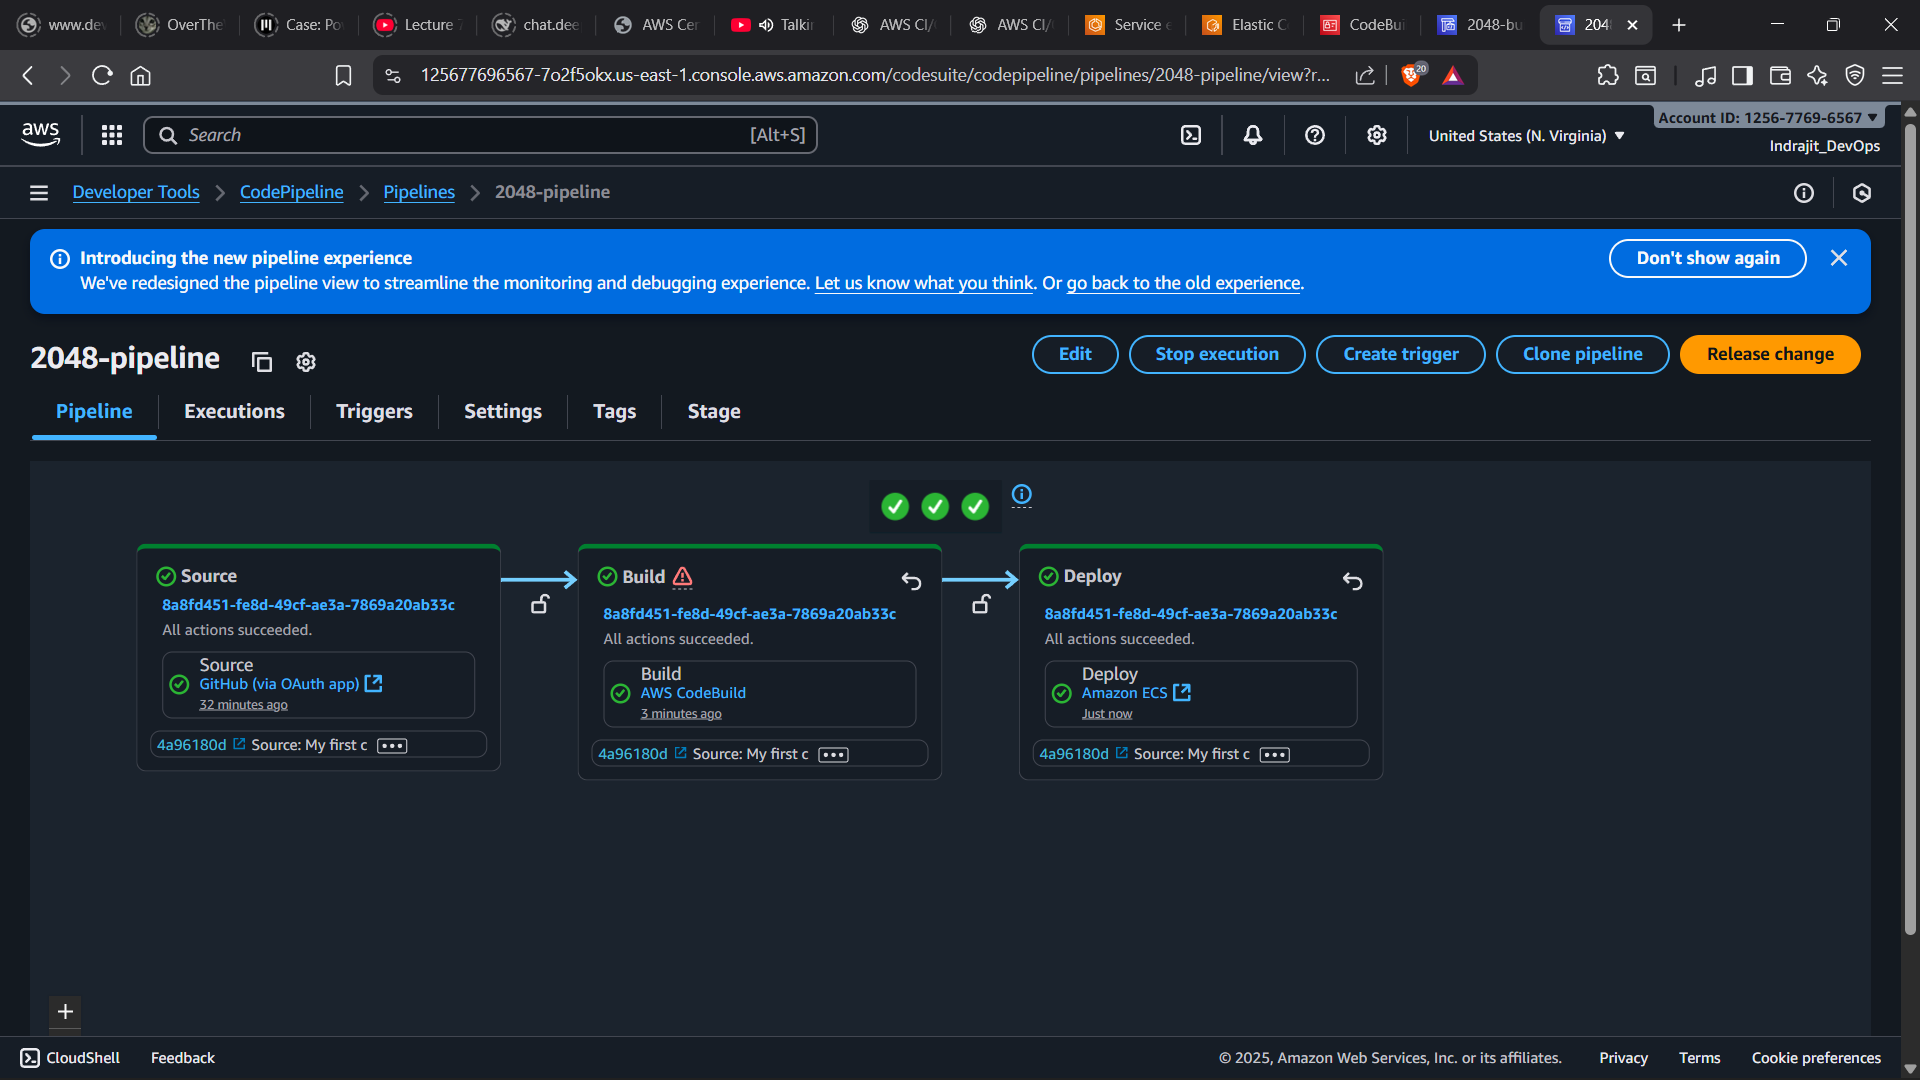 www.dev
OverThe
Case: Po
Lecture 7
chat.dee
AWS Cer
Talkin
AWS CI/
AWS CI/
Service e
Elastic C
CodeBui
2048-bu
204
125677696567-7o2f5okx.us-east-1.console.aws.amazon.com/codesuite/codepipeline/pipelines/2048-pipeline/view?r...
20
aws
Search
[Alt+S]
United States (N. Virginia)
Account ID: 1256-7769-6567
Indrajit_DevOps
Developer Tools
CodePipeline
Pipelines
2048-pipeline
Introducing the new pipeline experience
We've redesigned the pipeline view to streamline the monitoring and debugging experience. Let us know what you think. Or go back to the old experience.
Don't show again
2048-pipeline
Edit
Stop execution
Create trigger
Clone pipeline
Release change
Pipeline
Executions
Triggers
Settings
Tags
Stage
Source
8a8fd451-fe8d-49cf-ae3a-7869a20ab33c
All actions succeeded.
Source
GitHub (via OAuth app)
32 minutes ago
4a96180d Source: My first c
Build
8a8fd451-fe8d-49cf-ae3a-7869a20ab33c
All actions succeeded.
Build
AWS CodeBuild
3 minutes ago
4a96180d Source: My first c
Deploy
8a8fd451-fe8d-49cf-ae3a-7869a20ab33c
All actions succeeded.
Deploy
Amazon ECS
Just now
4a96180d Source: My first c
CloudShell
Feedback
© 2025, Amazon Web Services, Inc. or its affiliates.
Privacy
Terms
Cookie preferences